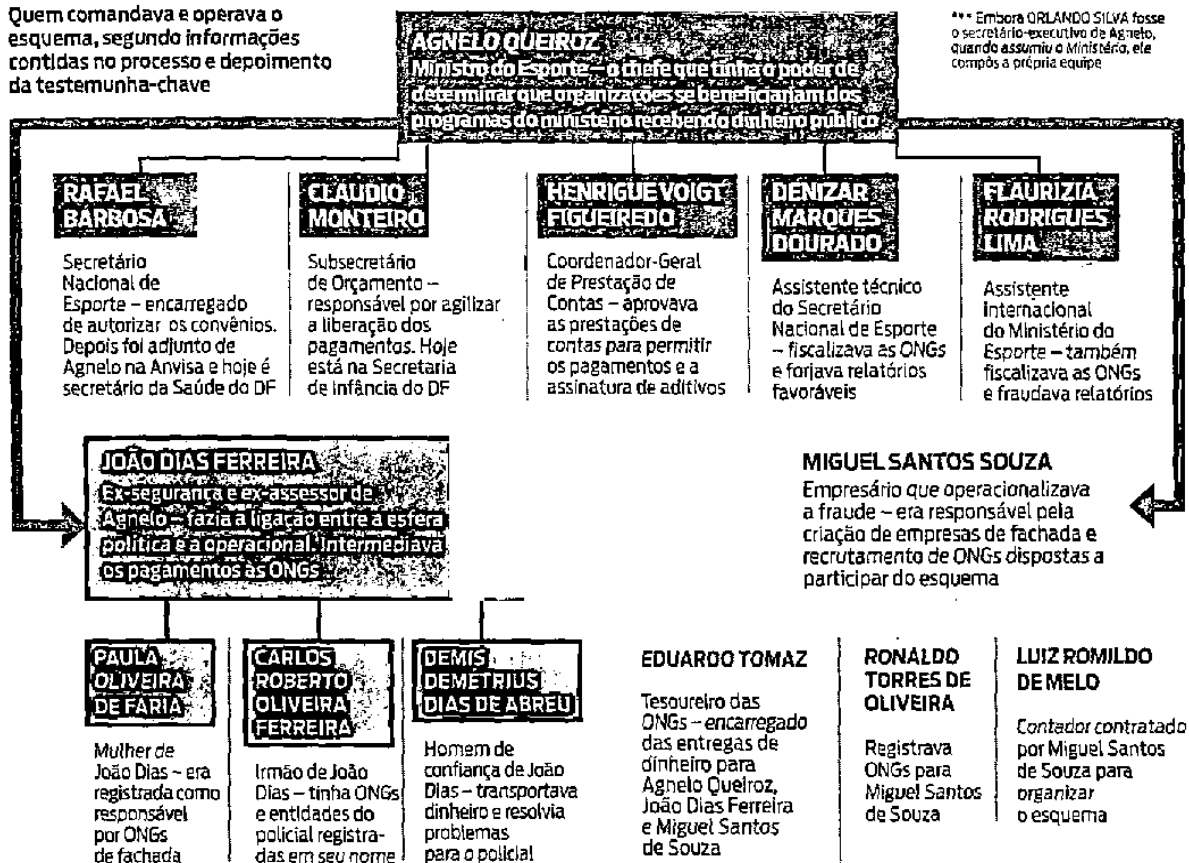 Quem comandava e operava o
esquema, segundo informações
contidas no processo e depoimento
da testemunha-chave
AGNELO QUEIROZ
Ministro do Esporte – o chefe que tinha o poder de
determinar que organizações se beneficiariam dos
programas do ministério recebendo dinheiro público
*** Embora ORLANDO SILVA fosse
o secretário-executivo de Agnelo,
quando assumiu o Ministério, ele
compôs a própria equipe
RAFAEL
BARBOSA
Secretário
Nacional de
Esporte – encarregado
de autorizar os convênios.
Depois foi adjunto de
Agnelo na Anvisa e hoje é
secretário da Saúde do DF
CLAUDIO
MONTEIRO
Subsecretário
de Orçamento –
responsável por agilizar
a liberação dos
pagamentos. Hoje
está na Secretaria
de infância do DF
HENRIGUE VOIGT
FIGUEIREDO
Coordenador-Geral
de Prestação de
Contas – aprovava
as prestações de
contas para permitir
os pagamentos e a
assinatura de aditivos
DENIZAR
MARQUES
DOURADO
Assistente técnico
do Secretário
Nacional de Esporte
– fiscalizava as ONGs
e forjava relatórios
favoráveis
FLAURIZIA
RODRIGUES
LIMA
Assistente
internacional
do Ministério do
Esporte – também
fiscalizava as ONGs
e fraudava relatórios
JOÃO DIAS FERREIRA
Ex-segurança e ex-assessor de
Agnelo – fazia a ligação entre a esfera
política e a operacional. Intermediava
os pagamentos às ONGs
MIGUEL SANTOS SOUZA
Empresário que operacionalizava
a fraude – era responsável pela
criação de empresas de fachada e
recrutamento de ONGs dispostas a
participar do esquema
PAULA
OLIVEIRA
DE FARIA
Mulher de
João Dias – era
registrada como
responsável
por ONGs
de fachada
CARLOS
ROBERTO
OLIVEIRA
FERREIRA
Irmão de João
Dias – tinha ONGs
e entidades do
policial registra-
das em seu nome
DEMIS
DEMÉTRIUS
DIAS DE ABREU
Homem de
confiança de João
Dias – transportava
dinheiro e resolvia
problemas
para o policial
EDUARDO TOMAZ
Tesoureiro das
ONGs – encarregado
das entregas de
dinheiro para
Agnelo Queiroz,
João Dias Ferreira
e Miguel Santos
de Souza
RONALDO
TORRES DE
OLIVEIRA
Registrava
ONGs para
Miguel Santos
de Souza
LUIZ ROMILDO
DE MELO
Contador contratado
por Miguel Santos
de Souza para
organizar
o esquema